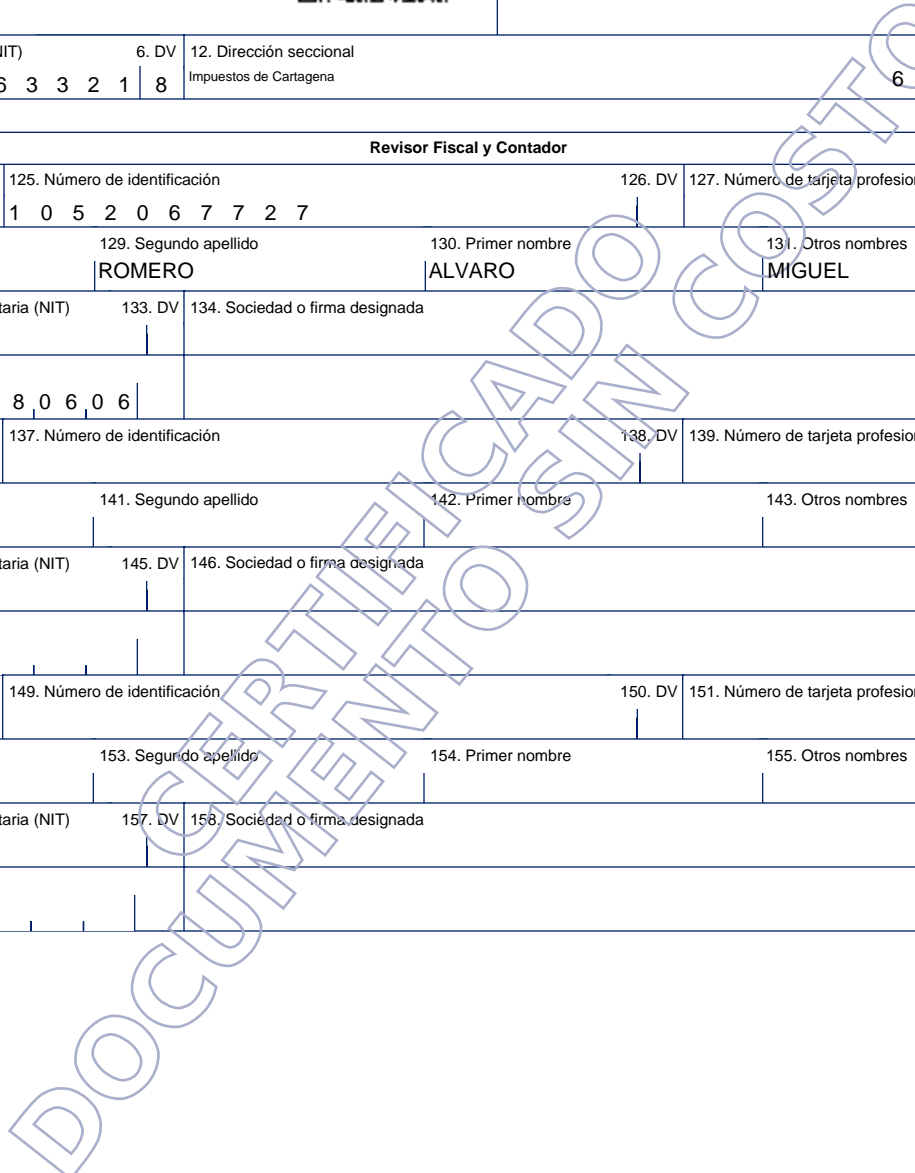 NIT) 6. DV 12. Dirección seccional
6 3 3 2 1 8 Impuestos de Cartagena 6
Revisor Fiscal y Contador
125. Número de identificación 126. DV 127. Número de tarjeta profesion
1 0 5 2 0 6 7 7 2 7
129. Segundo apellido 130. Primer nombre 131. Otros nombres
ROMERO ALVARO MIGUEL
taria (NIT) 133. DV 134. Sociedad o firma designada
8 0 6 0 6
137. Número de identificación 138. DV 139. Número de tarjeta profesion
141. Segundo apellido 142. Primer nombre 143. Otros nombres
taria (NIT) 145. DV 146. Sociedad o firma designada
149. Número de identificación 150. DV 151. Número de tarjeta profesion
153. Segundo apellido 154. Primer nombre 155. Otros nombres
taria (NIT) 157. DV 158. Sociedad o firma designada
CERTIFICADO
DOCUMENTO SIN COSTO